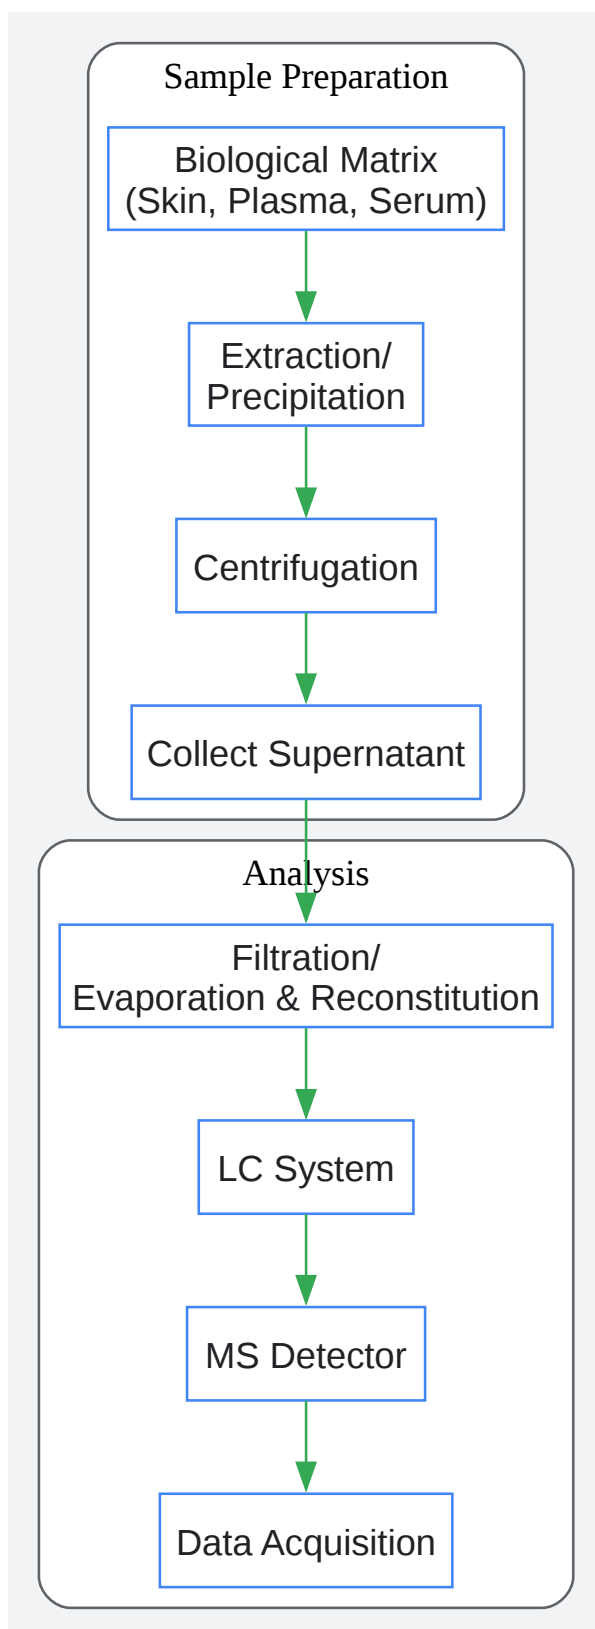 Sample Preparation
Biological Matrix
(Skin, Plasma, Serum)
Extraction/
Precipitation
Centrifugation
Collect Supernatant
Analysis
Filtration/
Evaporation & Reconstitution
LC System
MS Detector
Data Acquisition